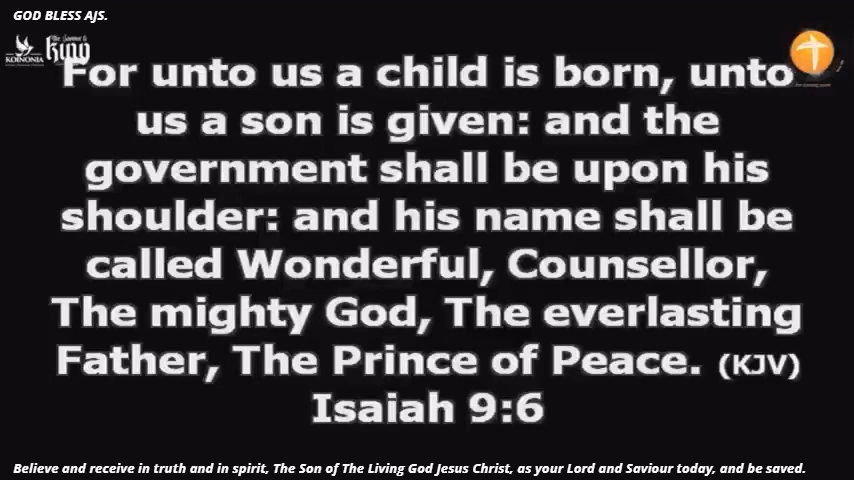 GOD BLESS AJS.
KOINONIA
The Summit
King
For unto us a child is born, unto
us a son is given: and the
government shall be upon his
shoulder: and his name shall be
called Wonderful, Counsellor,
The mighty God, The everlasting
Father, The Prince of Peace. (KJV)
Isaiah 9:6
Believe and receive in truth and in spirit, The Son of The Living God Jesus Christ, as your Lord and Saviour today, and be saved.